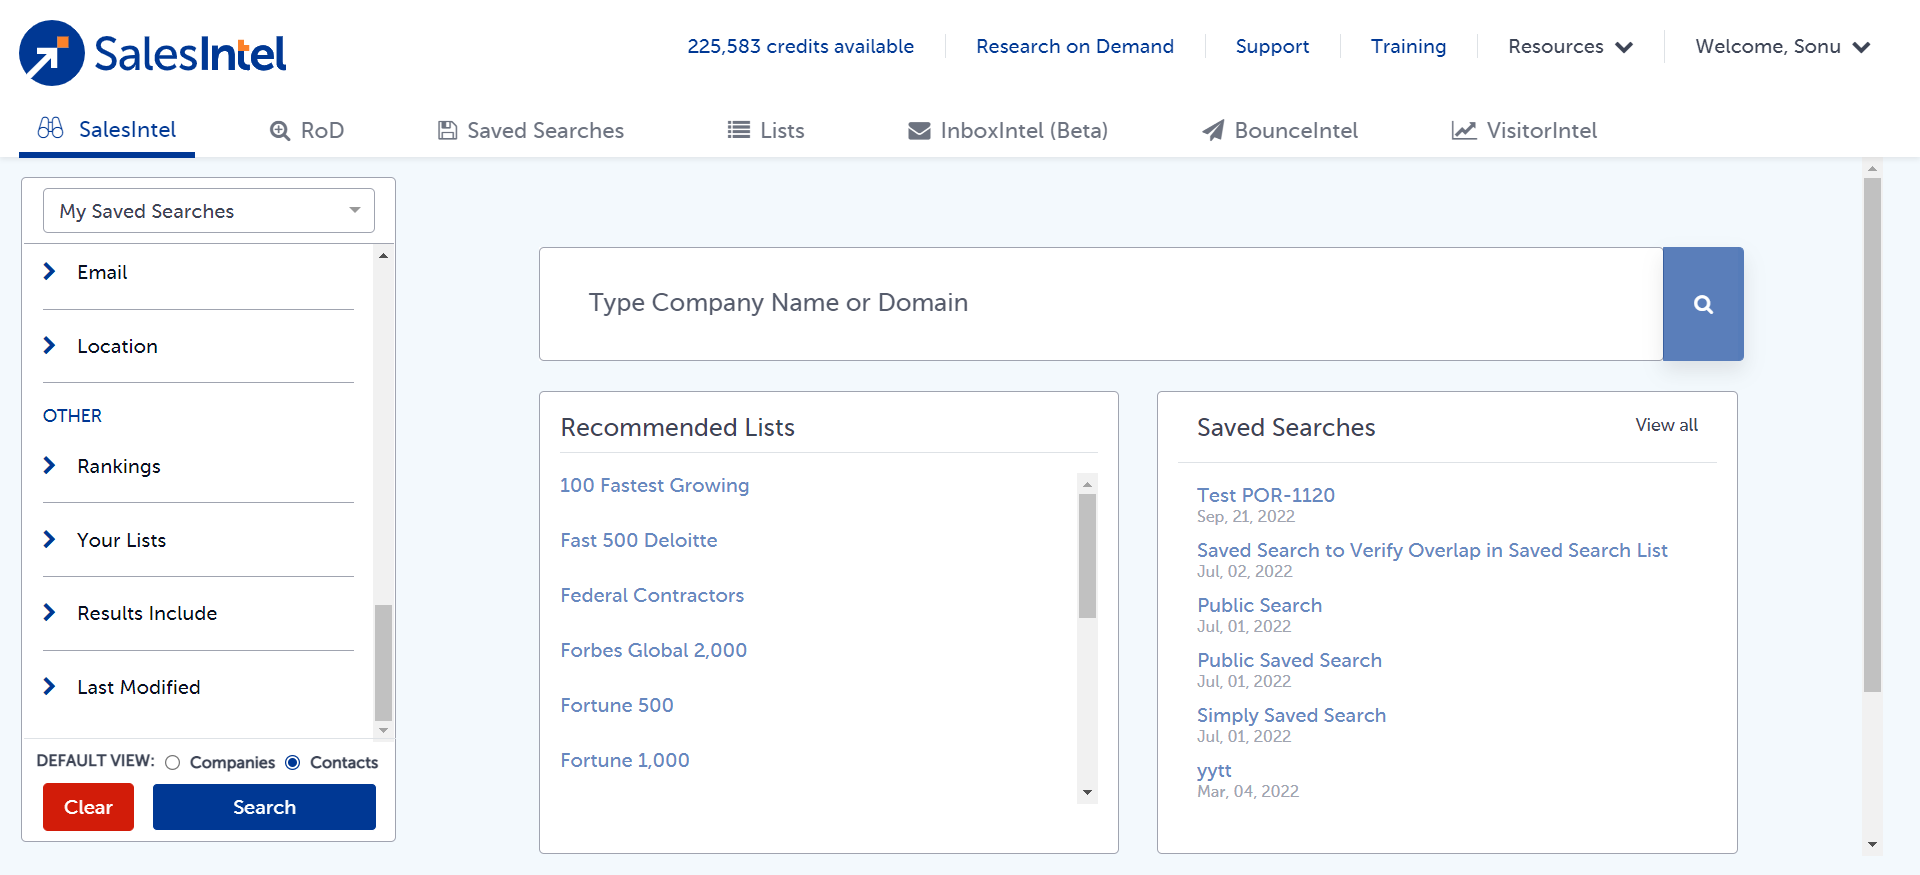 SalesIntel
225,583 credits available
Research on Demand
Support
Training
Resources
Welcome, Sonu
SalesIntel
RoD
Saved Searches
Lists
InboxIntel (Beta)
BounceIntel
VisitorIntel
My Saved Searches
Email
Location
OTHER
Rankings
Your Lists
Results Include
Last Modified
DEFAULT VIEW: Companies Contacts
Clear
Search
Type Company Name or Domain
Recommended Lists
100 Fastest Growing
Fast 500 Deloitte
Federal Contractors
Forbes Global 2,000
Fortune 500
Fortune 1,000
Saved Searches
View all
Test POR-1120
Sep, 21, 2022
Saved Search to Verify Overlap in Saved Search List
Jul, 02, 2022
Public Search
Jul, 01, 2022
Public Saved Search
Jul, 01, 2022
Simply Saved Search
Jul, 01, 2022
yytt
Mar, 04, 2022